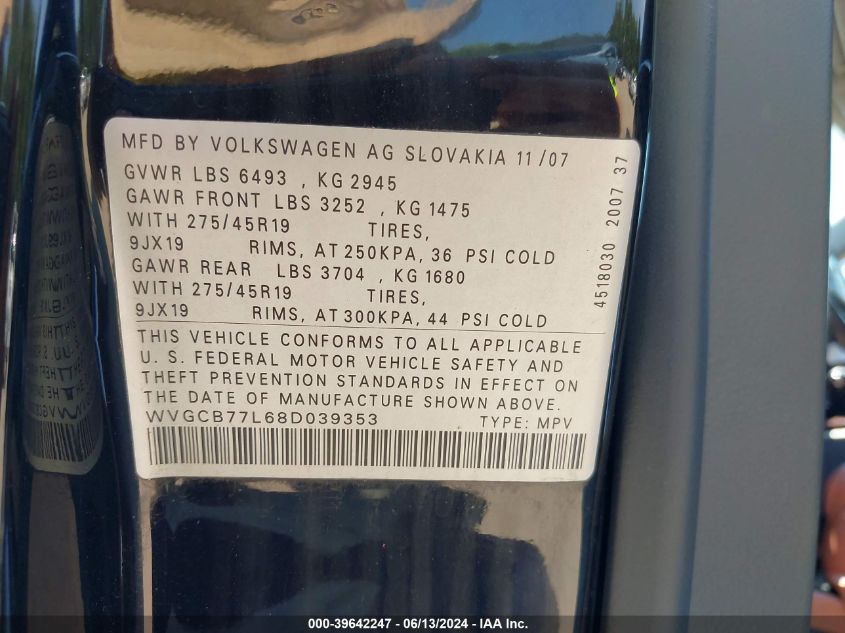 MFD BY VOLKSWAGEN AG SLOVAKIA 11/07
GVWR LBS 6493 , KG 2945
GAWR FRONT LBS 3252 , KG 1475
WITH 275/45R19 TIRES,
9JX19 RIMS, AT 250KPA, 36 PSI COLD
GAWR REAR LBS 3704 , KG 1680
WITH 275/45R19 TIRES,
9JX19 RIMS, AT 300KPA, 44 PSI COLD
THIS VEHICLE CONFORMS TO ALL APPLICABLE
U. S. FEDERAL MOTOR VEHICLE SAFETY AND
THEFT PREVENTION STANDARDS IN EFFECT ON
THE DATE OF MANUFACTURE SHOWN ABOVE.
WVGCB77L68D039353 TYPE: MPV
4518030 2007 37
000-39642247 - 06/13/2024 - IAA Inc.